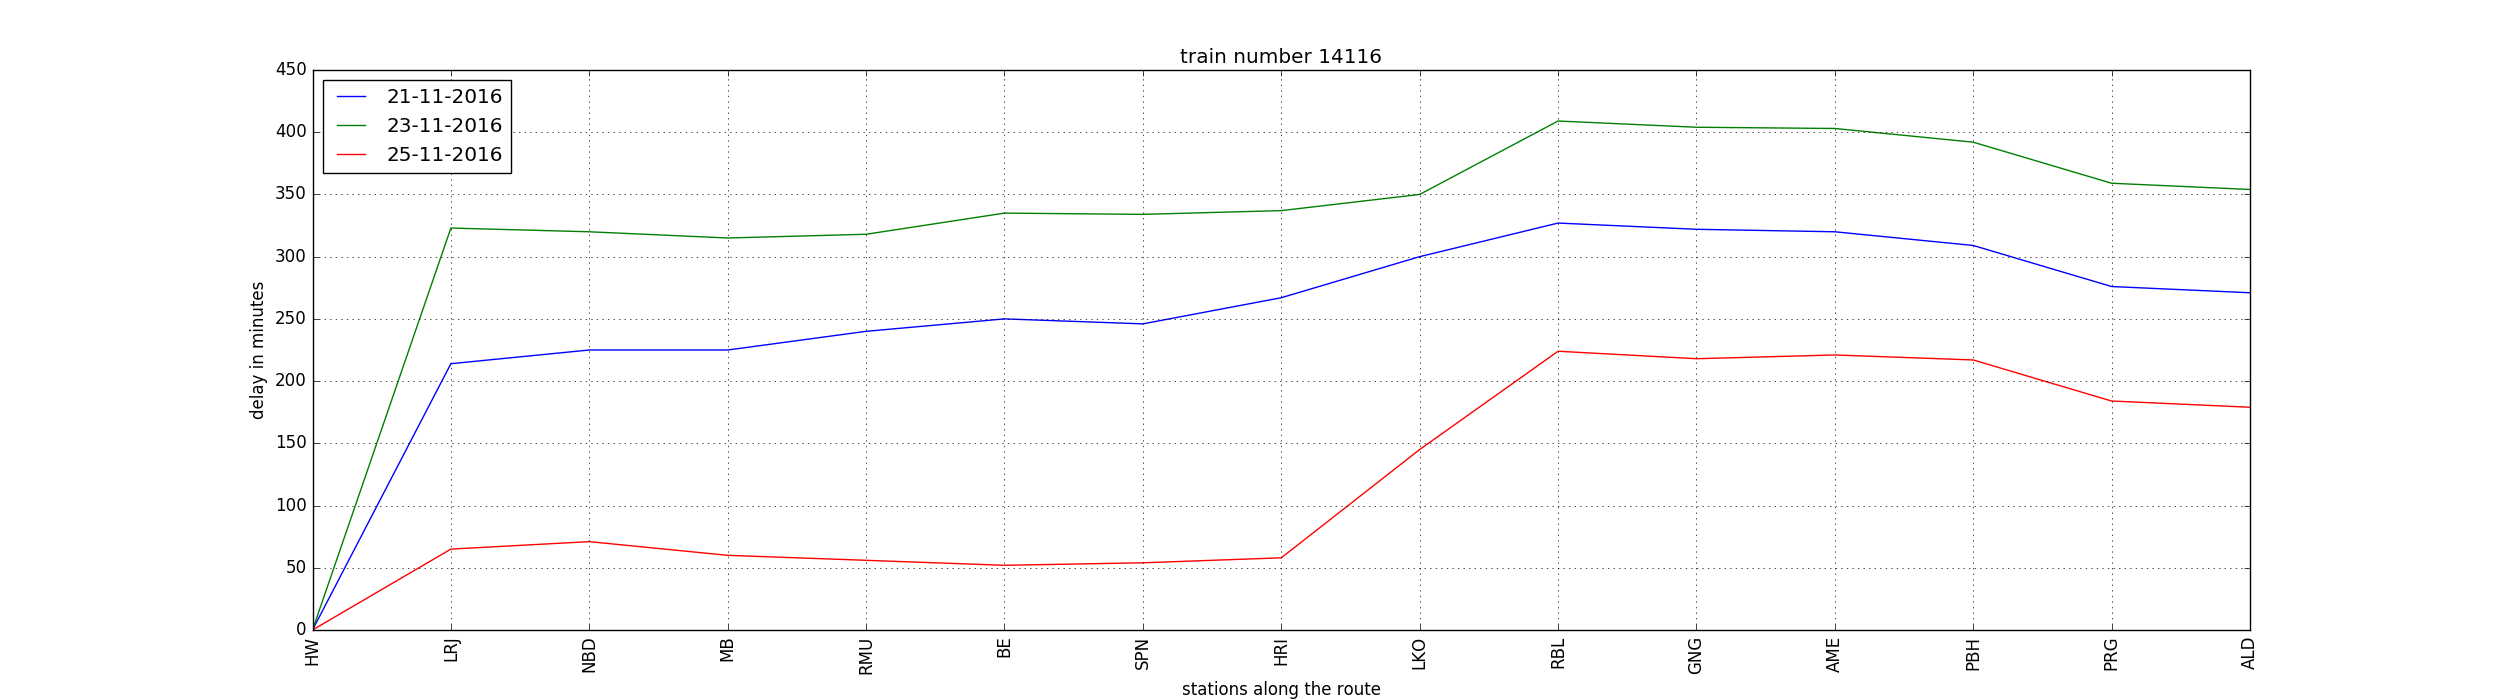 train number 14116
450
400
350
300
250
200
150
100
50
0
delay in minutes
21-11-2016
23-11-2016
25-11-2016
HW
LRJ
NBD
MB
RMU
BE
SPN
HRI
LKO
RBL
GNG
AME
PBH
PRG
ALD
stations along the route